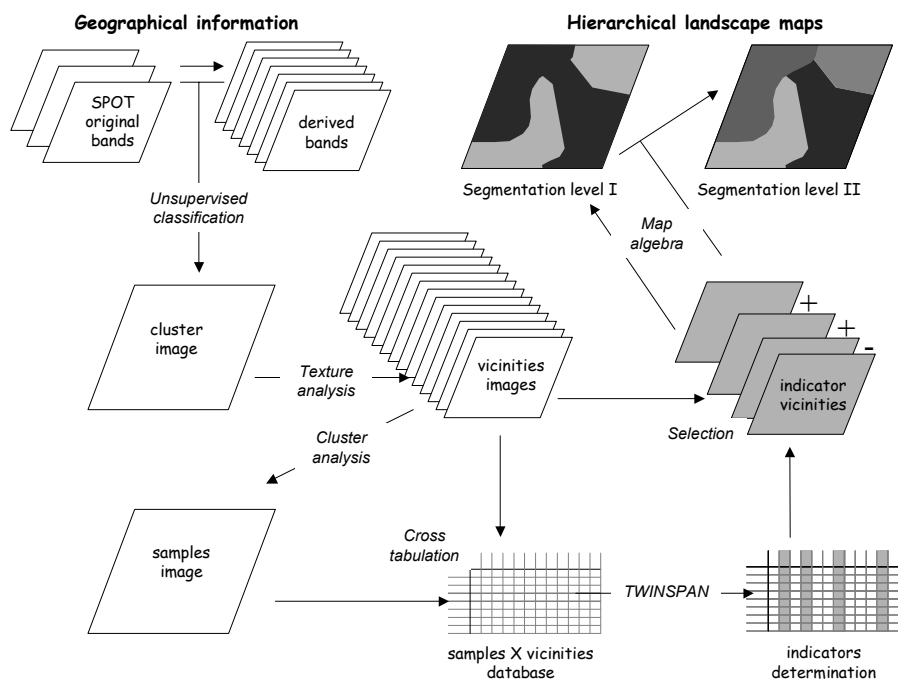 Geographical information
Hierarchical landscape maps
SPOT
original
bands
derived
bands
Segmentation level I
Segmentation level II
Unsupervised
classification
Map
algebra
cluster
image
Texture
analysis
vicinities
images
+
+
-
indicator
vicinities
Cluster
analysis
Selection
samples
image
Cross
tabulation
TWINSPAN
samples X vicinities
database
indicators
determination